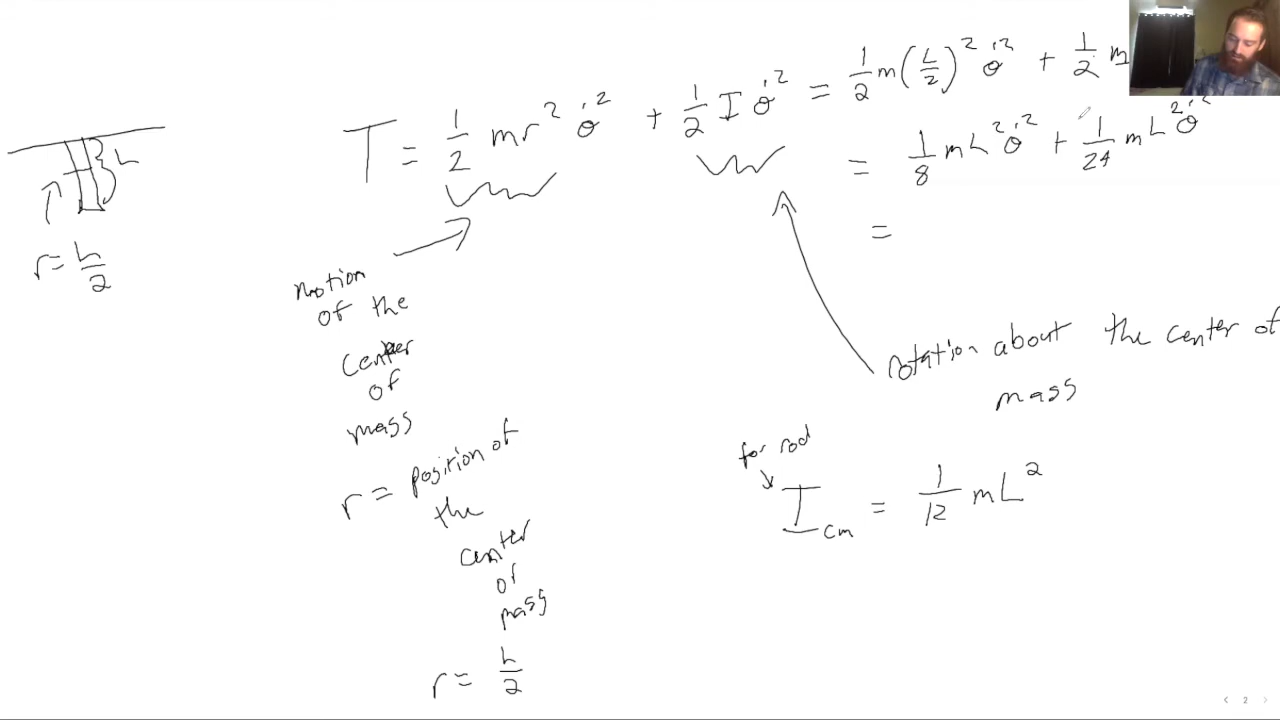 T = 1/2 mr² θ̇² + 1/2 I θ̇² = 1/2 m(L/2)² θ̇² + 1/2 m
= 1/8 mL² θ̇² + 1/24 mL² θ̇²
=
L
r = L/2
motion
of the
center
of
mass
r = position of
the
center
of
mass
r = L/2
rotation about the center of
mass
for rod
I cm = 1/12 mL²
2